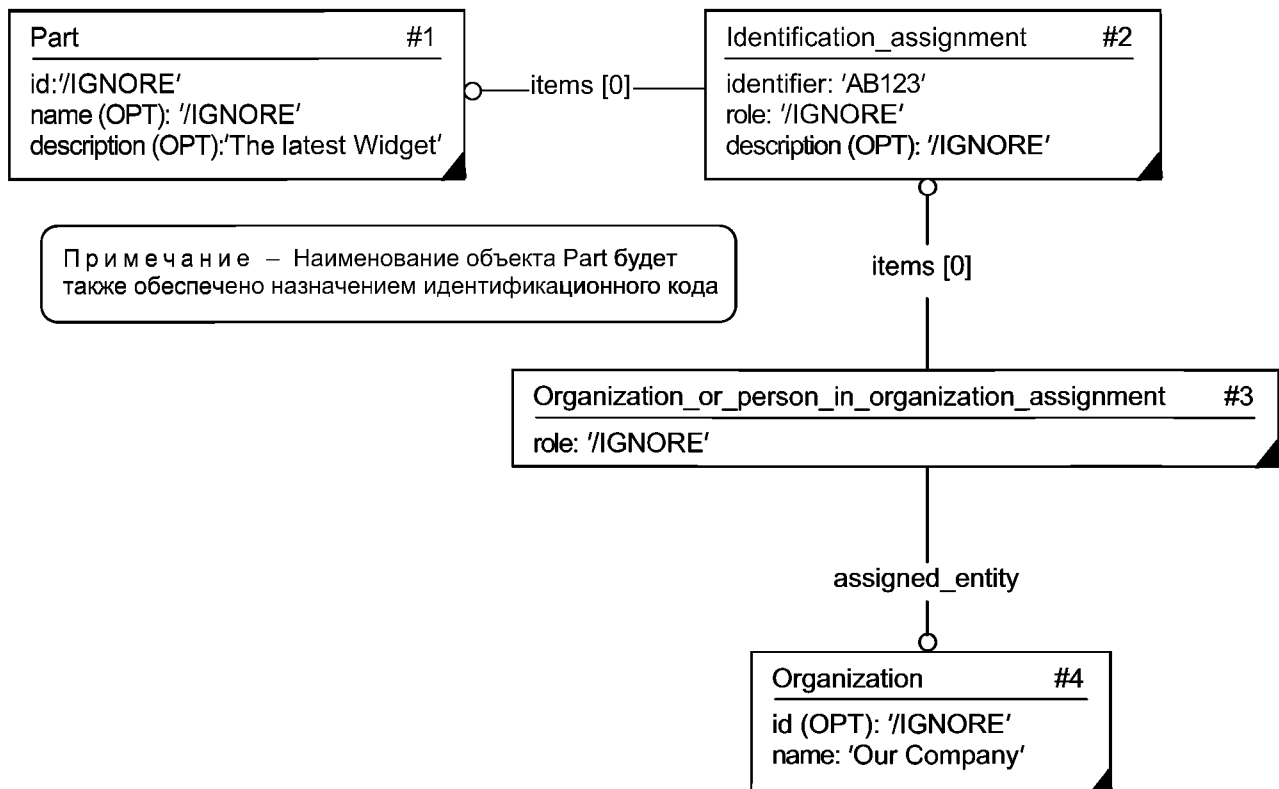 Part #1
id:'/IGNORE'
name (OPT): '/IGNORE'
description (OPT):'The latest Widget'
items [0]
Identification_assignment #2
identifier: 'AB123'
role: '/IGNORE'
description (OPT): '/IGNORE'
Примечание – Наименование объекта Part будет
также обеспечено назначением идентификационного кода
items [0]
Organization_or_person_in_organization_assignment #3
role: '/IGNORE'
assigned_entity
Organization #4
id (OPT): '/IGNORE'
name: 'Our Company'